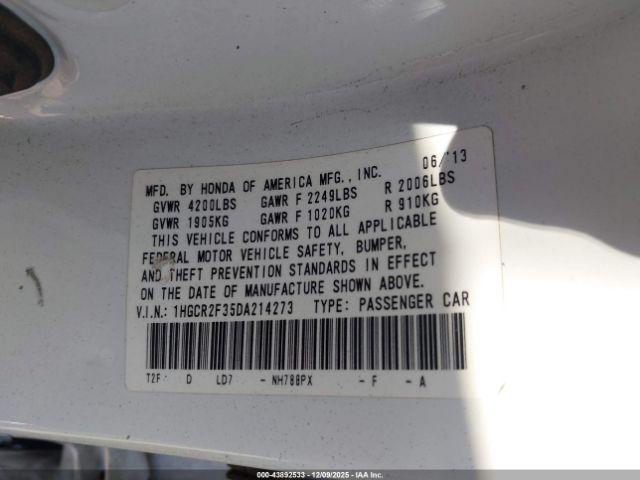 06/'13
MFD. BY HONDA OF AMERICA MFG., INC.
GVWR 4200LBS GAWR F 2249LBS R 2006LBS
GVWR 1905KG GAWR F 1020KG R 910KG
THIS VEHICLE CONFORMS TO ALL APPLICABLE
FEDERAL MOTOR VEHICLE SAFETY, BUMPER,
AND THEFT PREVENTION STANDARDS IN EFFECT
ON THE DATE OF MANUFACTURE SHOWN ABOVE.
V.I.N.: 1HGCR2F35DA214273 TYPE: PASSENGER CAR
T2F D LD7 - NH788PX - F - A
000-43892533 - 12/09/2025 - IAAI.COM